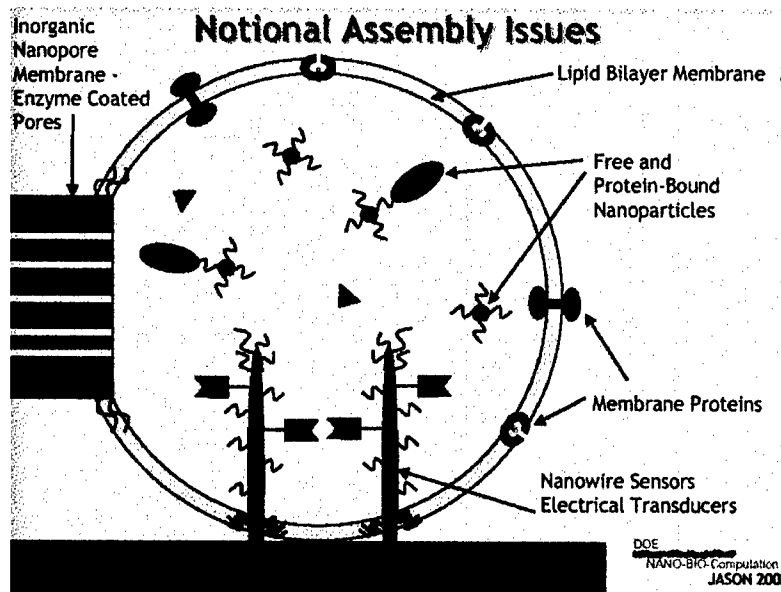 Notional Assembly Issues
Inorganic
Nanopore
Membrane -
Enzyme Coated
Pores
Lipid Bilayer Membrane
Free and
Protein-Bound
Nanoparticles
Membrane Proteins
Nanowire Sensors
Electrical Transducers
DOE
NANO-BIO-Computation
JASON 200